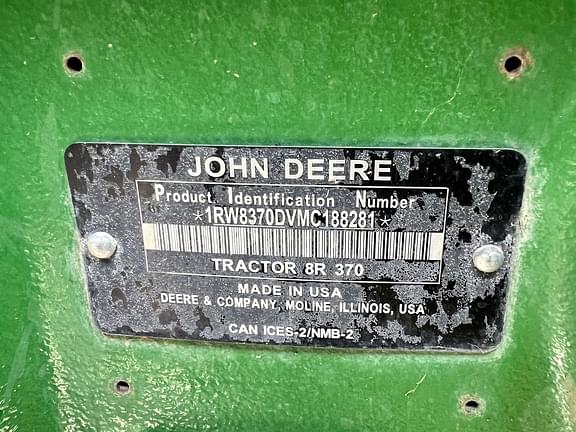 JOHN DEERE
Product Identification Number
*1RW8370DVMC188281*
TRACTOR 8R 370
MADE IN USA
DEERE & COMPANY, MOLINE, ILLINOIS, USA
CAN ICES-2/NMB-2